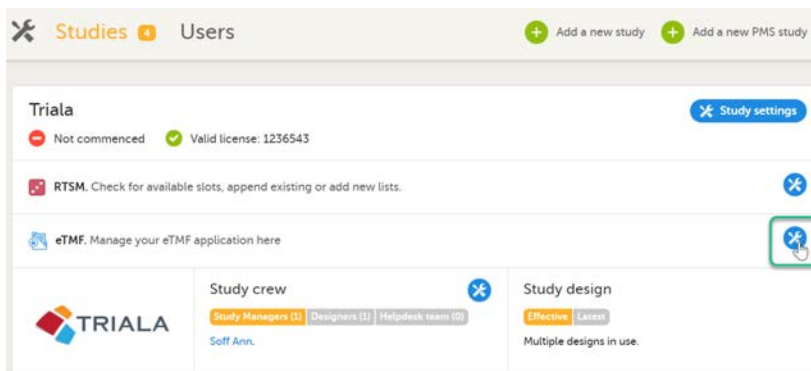 Studies 4 Users
Add a new study Add a new PMS study
Triala
Study settings
Not commenced Valid license: 1236543
RTSM. Check for available slots, append existing or add new lists.
eTMF. Manage your eTMF application here
TRIALA
Study crew
Study Managers (1) Designers (1) Helpdesk team (0)
Soff Ann.
Study design
Effective Latest
Multiple designs in use.